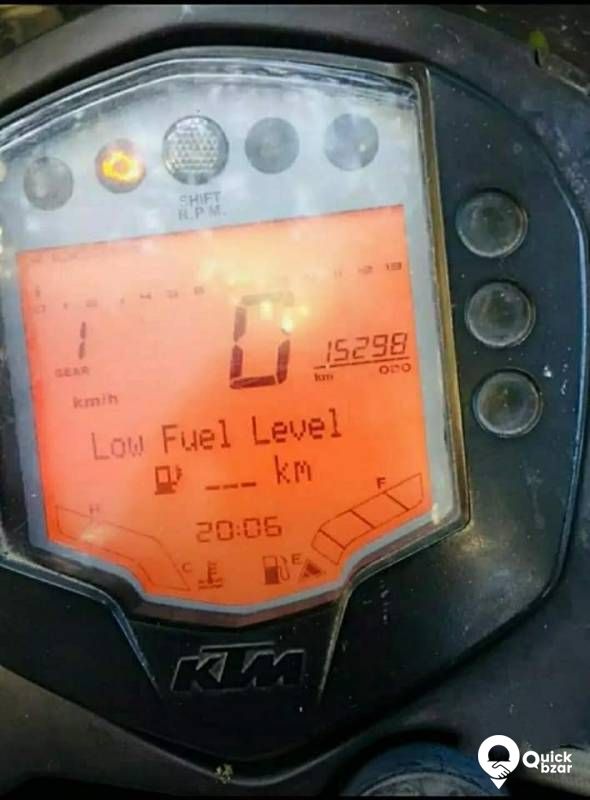 SHIFT
R.P.M.
1
GEAR
0
15298
km ODO
km/h
Low Fuel Level
--- km
H
F
20:06
C
E
KTM
Quick
bzar